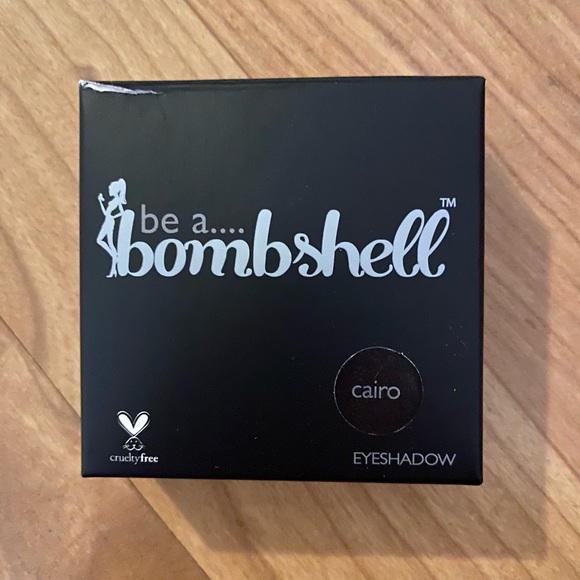 be a....
bombshell™
cairo
crueltyfree
EYESHADOW